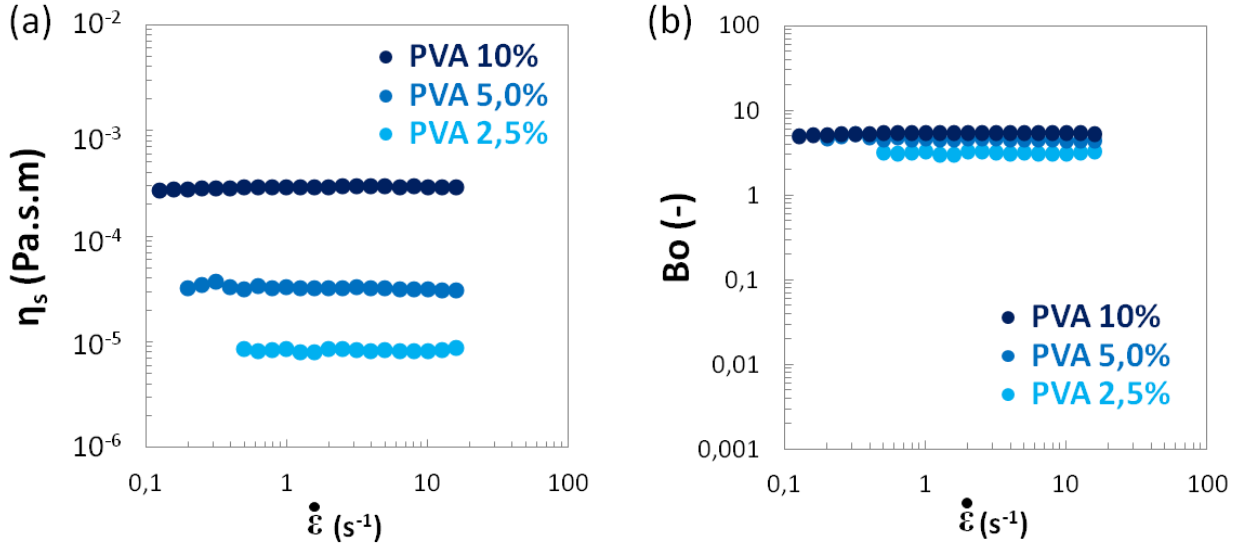 (a)
PVA 10%
PVA 5,0%
PVA 2,5%
10⁻²
10⁻³
10⁻⁴
10⁻⁵
10⁻⁶
ηₛ (Pa.s.m)
0,1 1 10 100
ε̇ (s⁻¹)
(b)
100
10
1
0,1
0,01
0,001
Bo (-)
PVA 10%
PVA 5,0%
PVA 2,5%
0,1 1 10 100
ε̇ (s⁻¹)